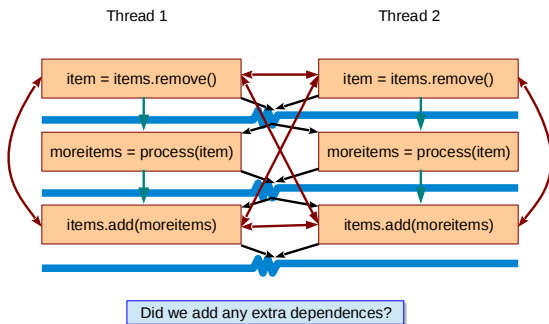 Thread 1
Thread 2
item = items.remove()
item = items.remove()
moreitems = process(item)
moreitems = process(item)
items.add(moreitems)
items.add(moreitems)
Did we add any extra dependences?